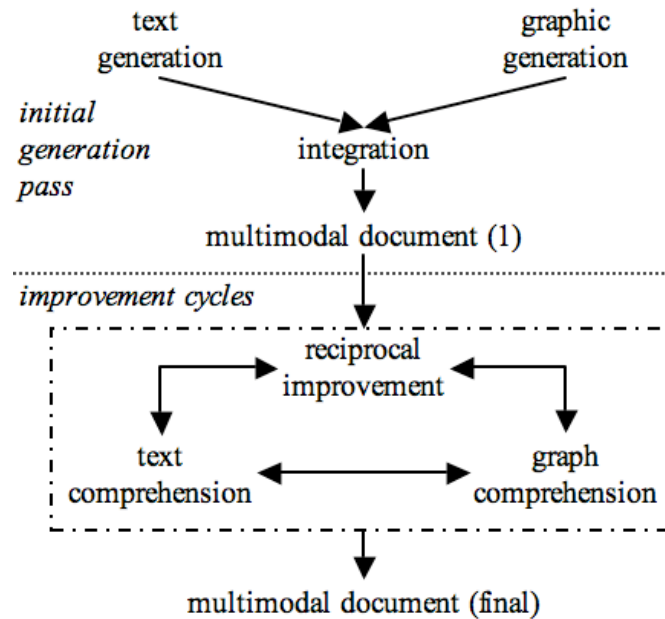 text
generation
graphic
generation
initial
generation
pass
integration
multimodal document (1)
improvement cycles
reciprocal
improvement
text
comprehension
graph
comprehension
multimodal document (final)